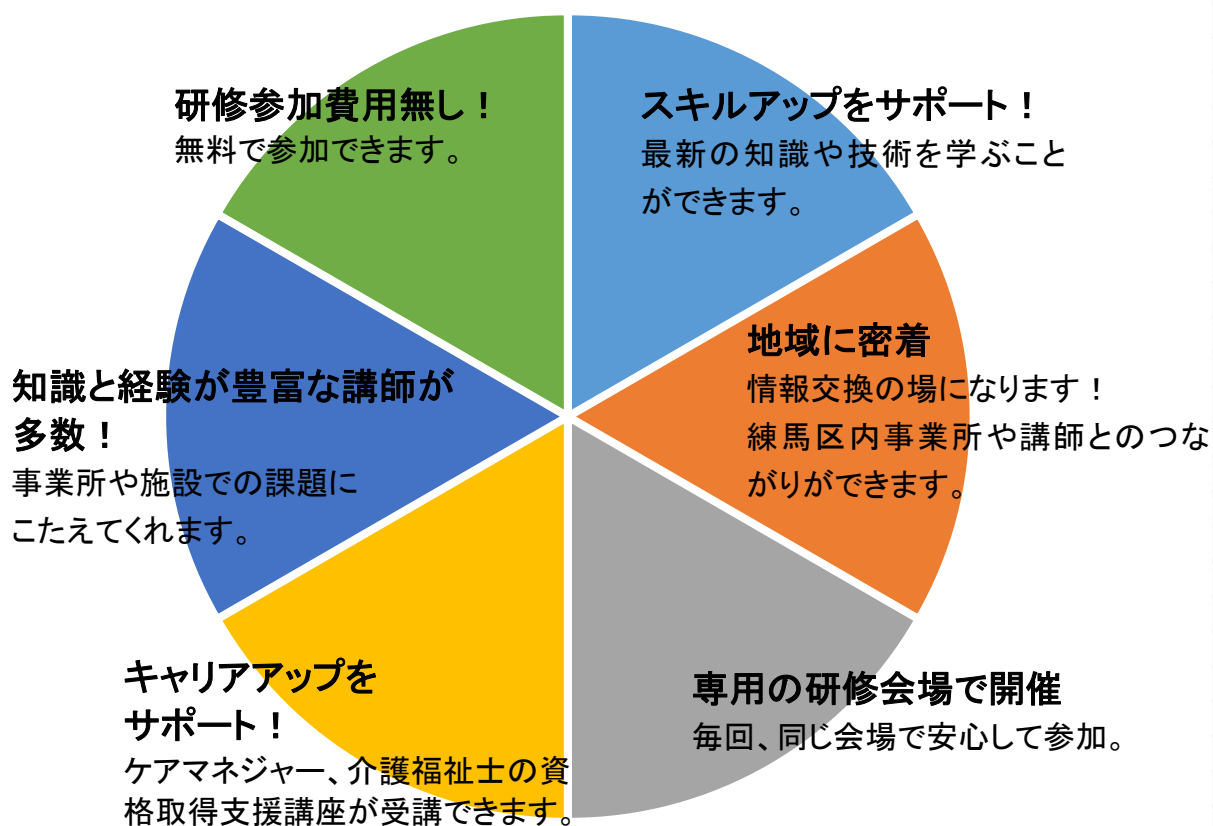 研修参加費用無し！
無料で参加できます。
スキルアップをサポート！
最新の知識や技術を学ぶこと
ができます。
地域に密着
情報交換の場になります！
練馬区内事業所や講師とのつな
がりができます。
知識と経験が豊富な講師が
多数！
事業所や施設での課題に
こたえてくれます。
キャリアアップを
サポート！
ケアマネジャー、介護福祉士の資
格取得支援講座が受講できます。
専用の研修会場で開催
毎回、同じ会場で安心して参加。